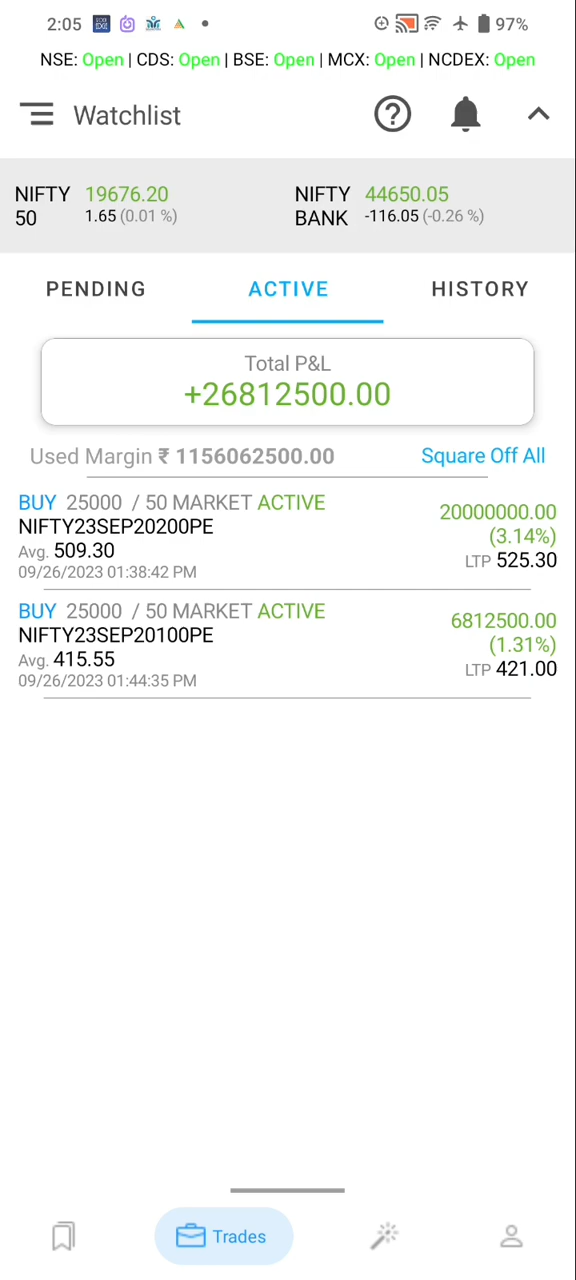 2:05 97%
NSE: Open | CDS: Open | BSE: Open | MCX: Open | NCDEX: Open
Watchlist
NIFTY 50 19676.20
1.65 (0.01 %)
NIFTY BANK 44650.05
-116.05 (-0.26 %)
PENDING ACTIVE HISTORY
Total P&L
+26812500.00
Used Margin ₹ 1156062500.00 Square Off All
BUY 25000 / 50 MARKET ACTIVE
20000000.00
NIFTY23SEP20200PE
(3.14%)
Avg. 509.30
LTP 525.30
09/26/2023 01:38:42 PM
BUY 25000 / 50 MARKET ACTIVE
6812500.00
NIFTY23SEP20100PE
(1.31%)
Avg. 415.55
LTP 421.00
09/26/2023 01:44:35 PM
Trades